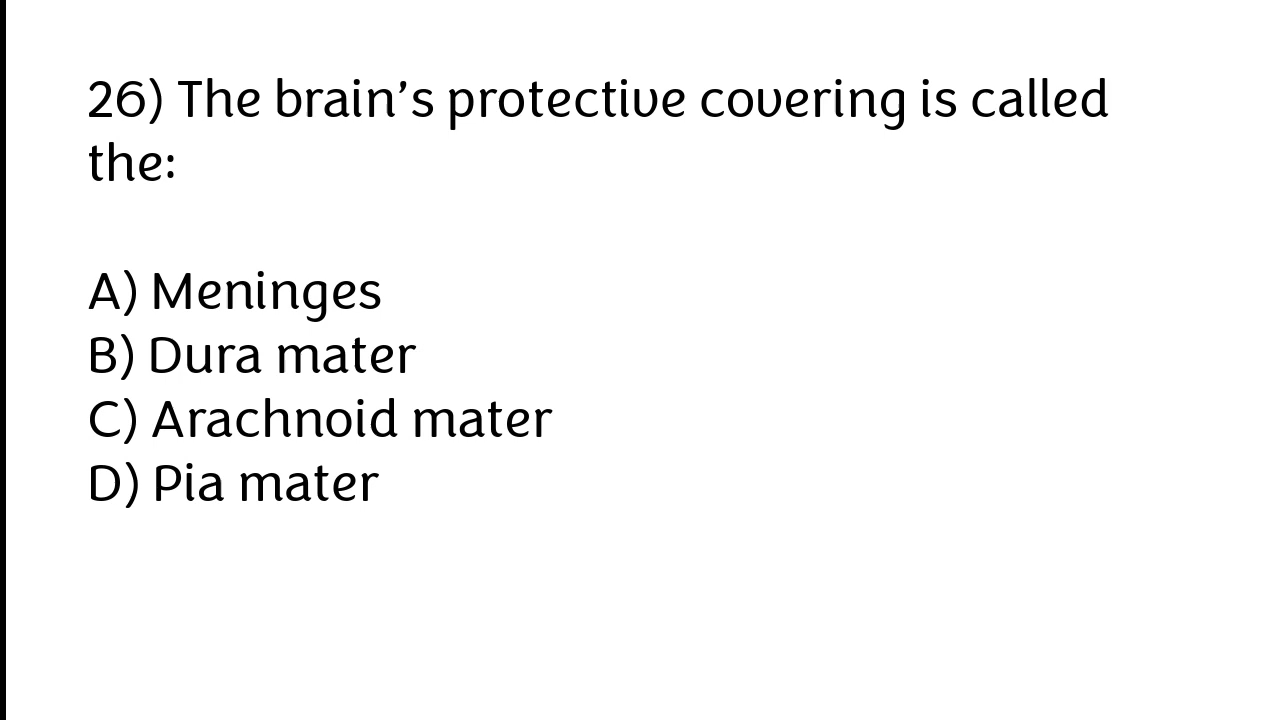 26) The brain’s protective covering is called
the:
A) Meninges
B) Dura mater
C) Arachnoid mater
D) Pia mater